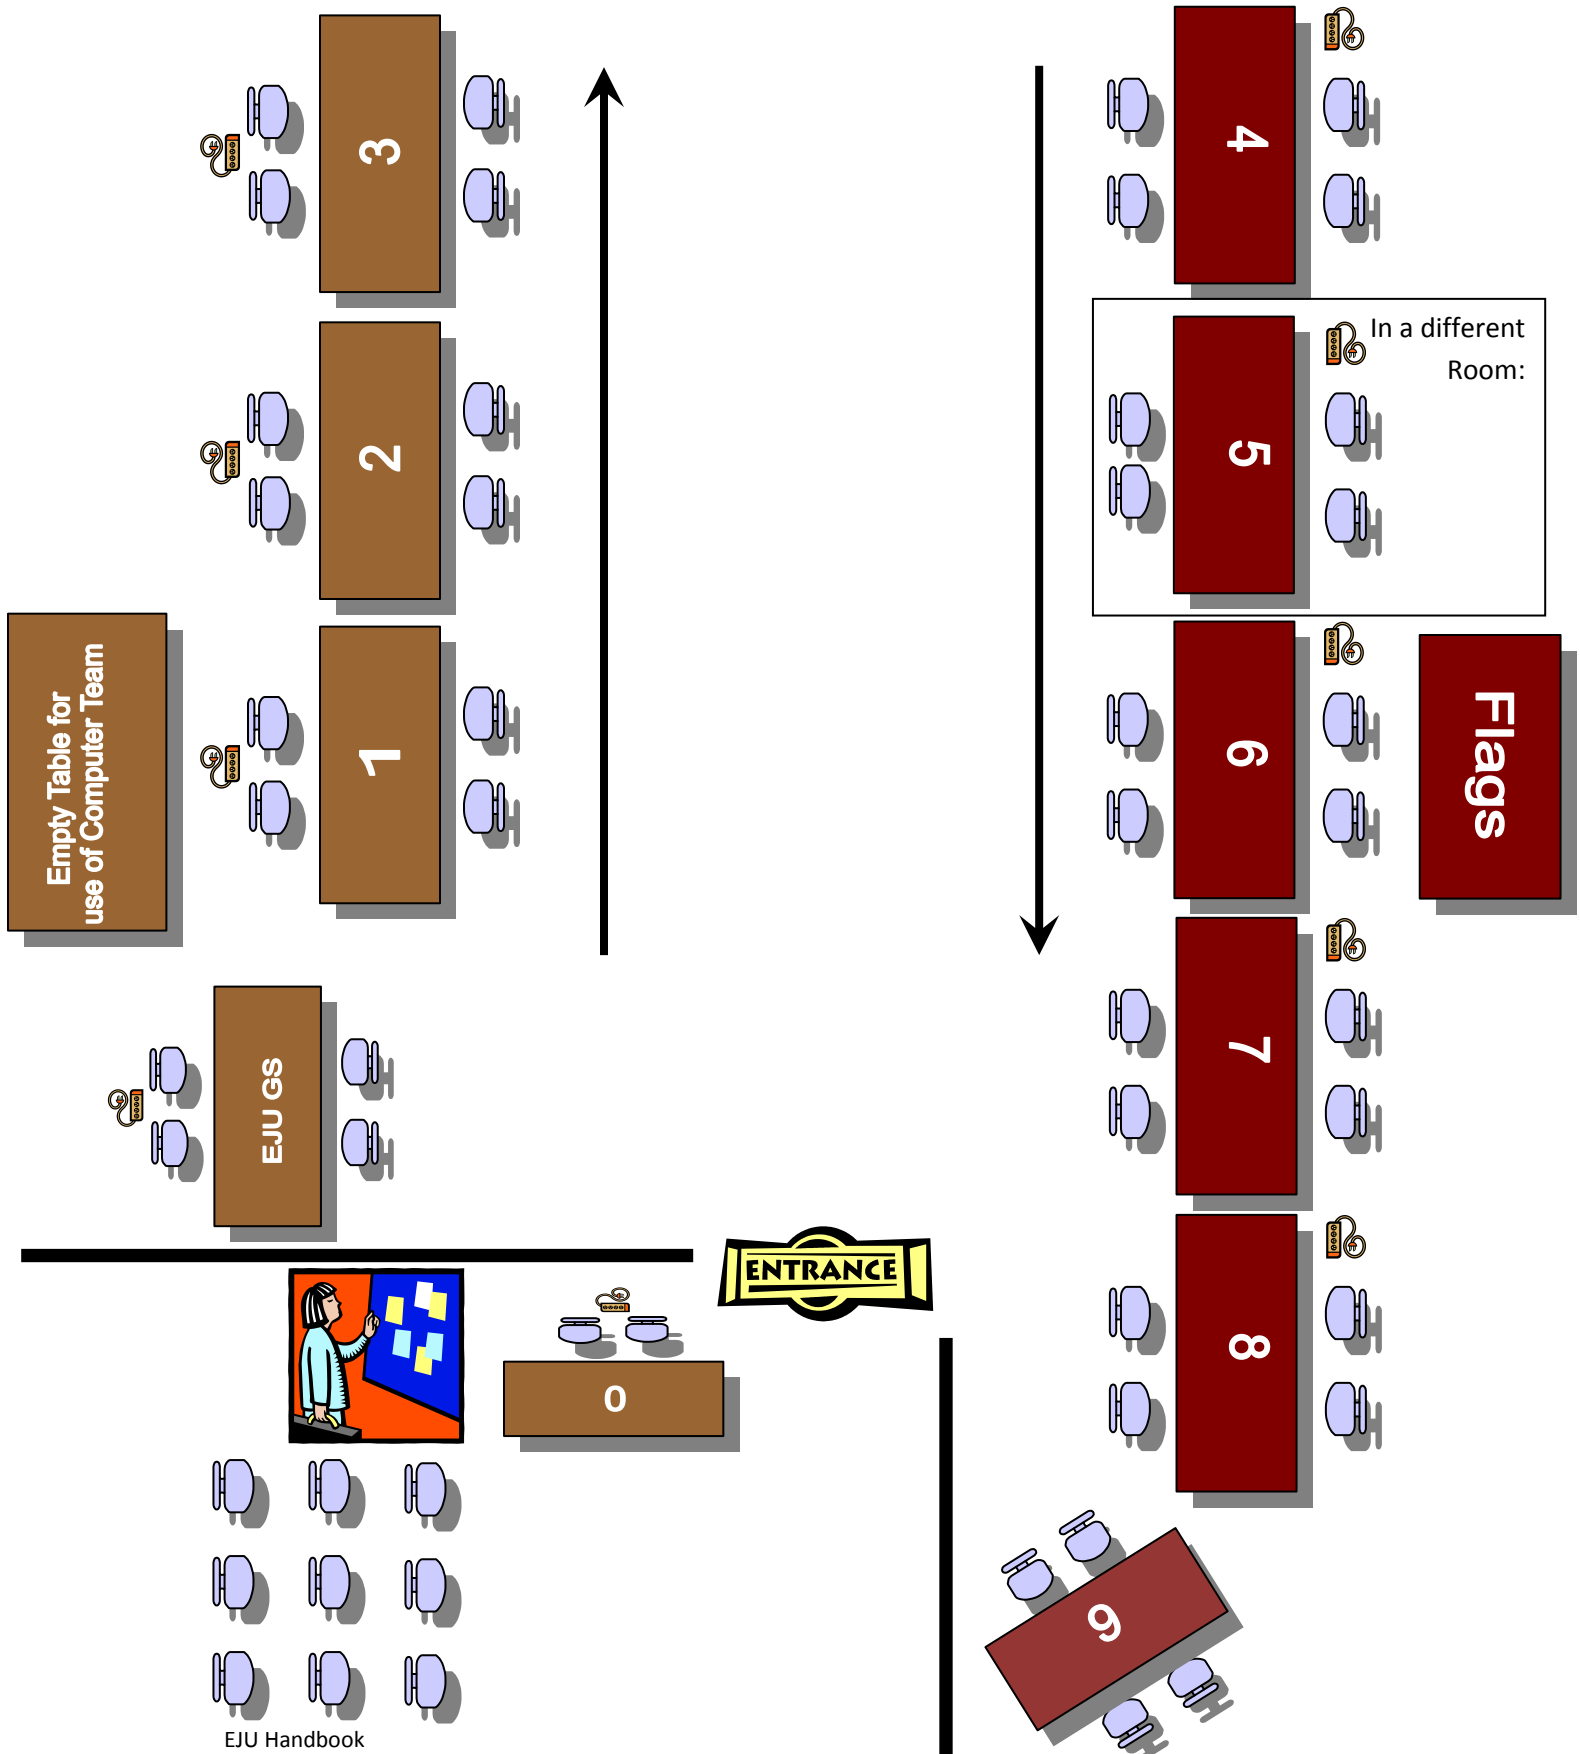 3
4
In a different
Room:
2
5
Empty Table for
use of Computer Team
1
6
Flags
EJU GS
7
ENTRANCE
8
0
9
EJU Handbook